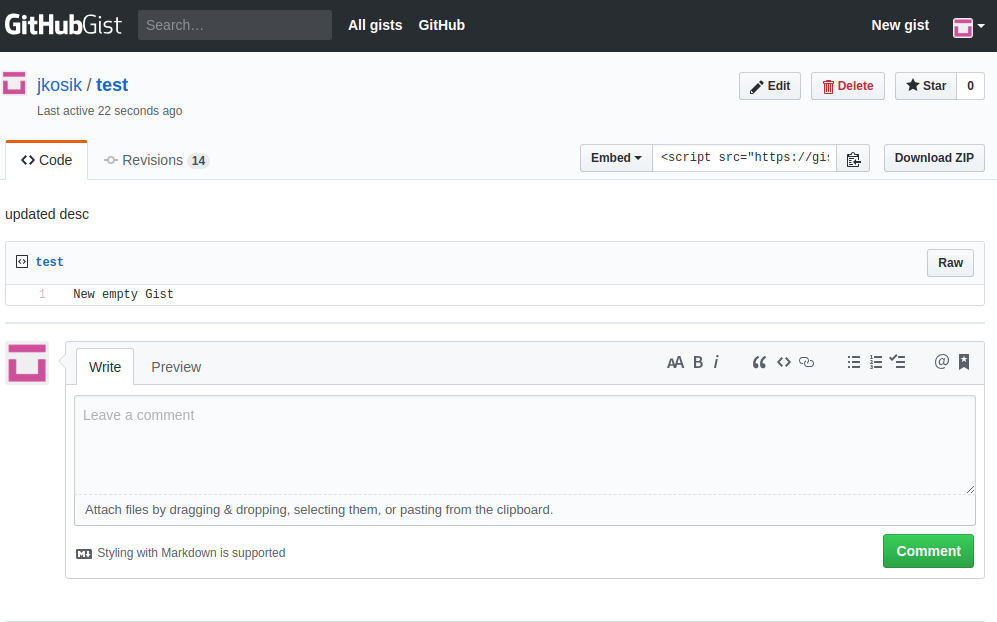 GitHubGist Search... All gists GitHub New gist
jkosik / test Edit Delete Star 0
Last active 22 seconds ago
Code Revisions 14 Embed <script src="https://gis Download ZIP
updated desc
test Raw
1 New empty Gist
Write Preview AA B i “ <> @
Leave a comment
Attach files by dragging & dropping, selecting them, or pasting from the clipboard.
Styling with Markdown is supported Comment